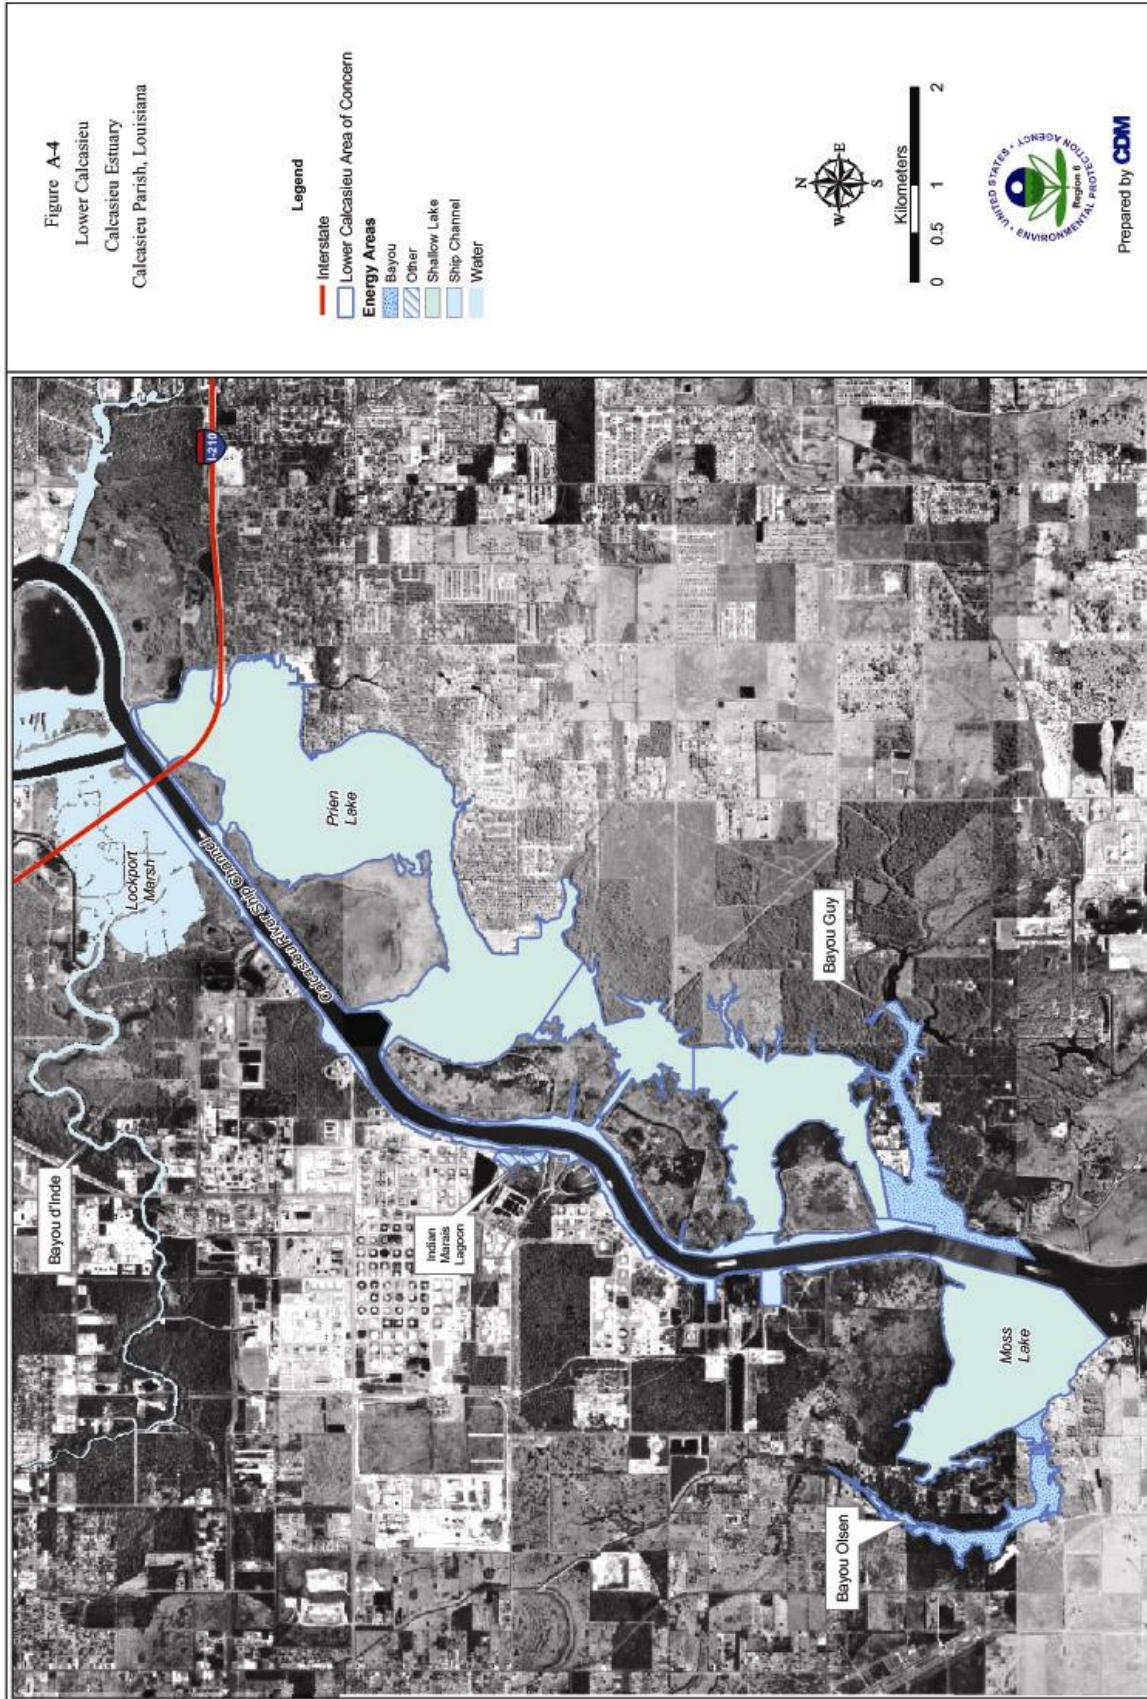 Figure A-4
Lower Calcasieu
Calcasieu Estuary
Calcasieu Parish, Louisiana
Legend
Interstate
Lower Calcasieu Area of Concern
Energy Areas
Bayou
Other
Shallow Lake
Ship Channel
Water
N
W
E
S
Kilometers
0
0.5
1
2
UNITED STATES
ENVIRONMENTAL PROTECTION AGENCY
Region 6
Prepared by CDM
I-210
Lockport
Marsh
Bayou d'Inde
Calcasieu River Ship Channel
Prien
Lake
Indian
Marais
Lagoon
Bayou Guy
Moss
Lake
Bayou Olsen